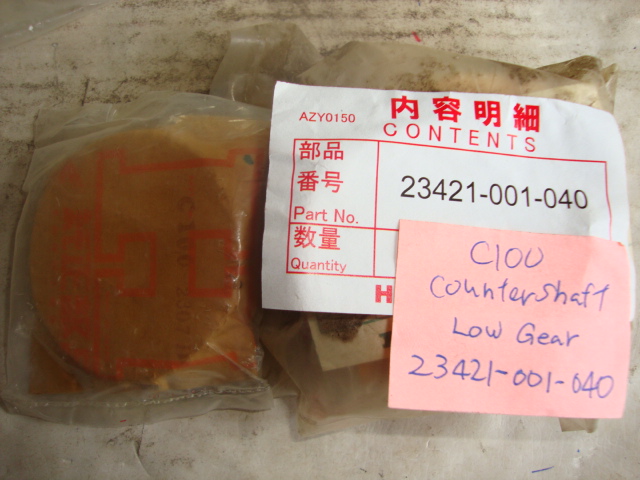 AZY0150
内容明細
CONTENTS
部品
番号
Part No.
23421-001-040
数量
Quantity
H
C100
Countershaft
Low Gear
23421-001-040